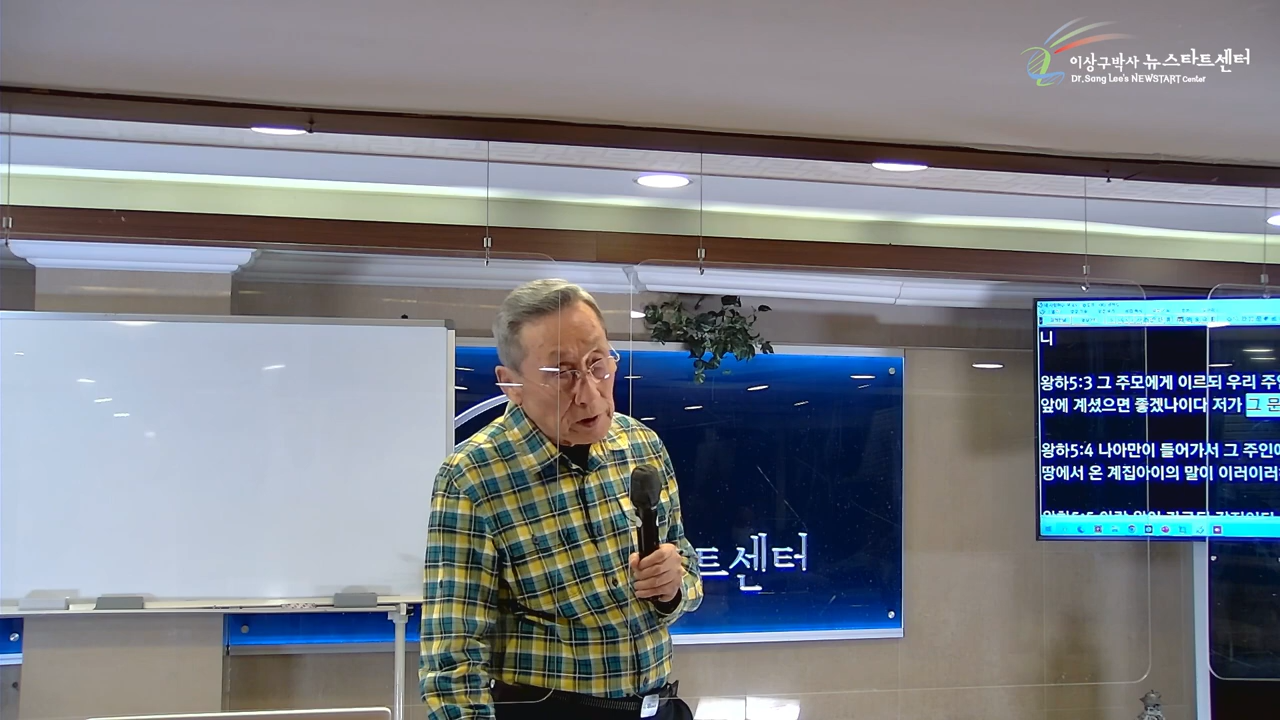 이상구박사 뉴스타트센터
Dr. Sang Lee's NEWSTART Center
니
왕하5:3 그 주모에게 이르되 우리 주인
앞에 계셨으면 좋겠나이다 저가 그 문
왕하5:4 나아만이 들어가서 그 주인에
땅에서 온 계집아이의 말이 이러이러
트센터